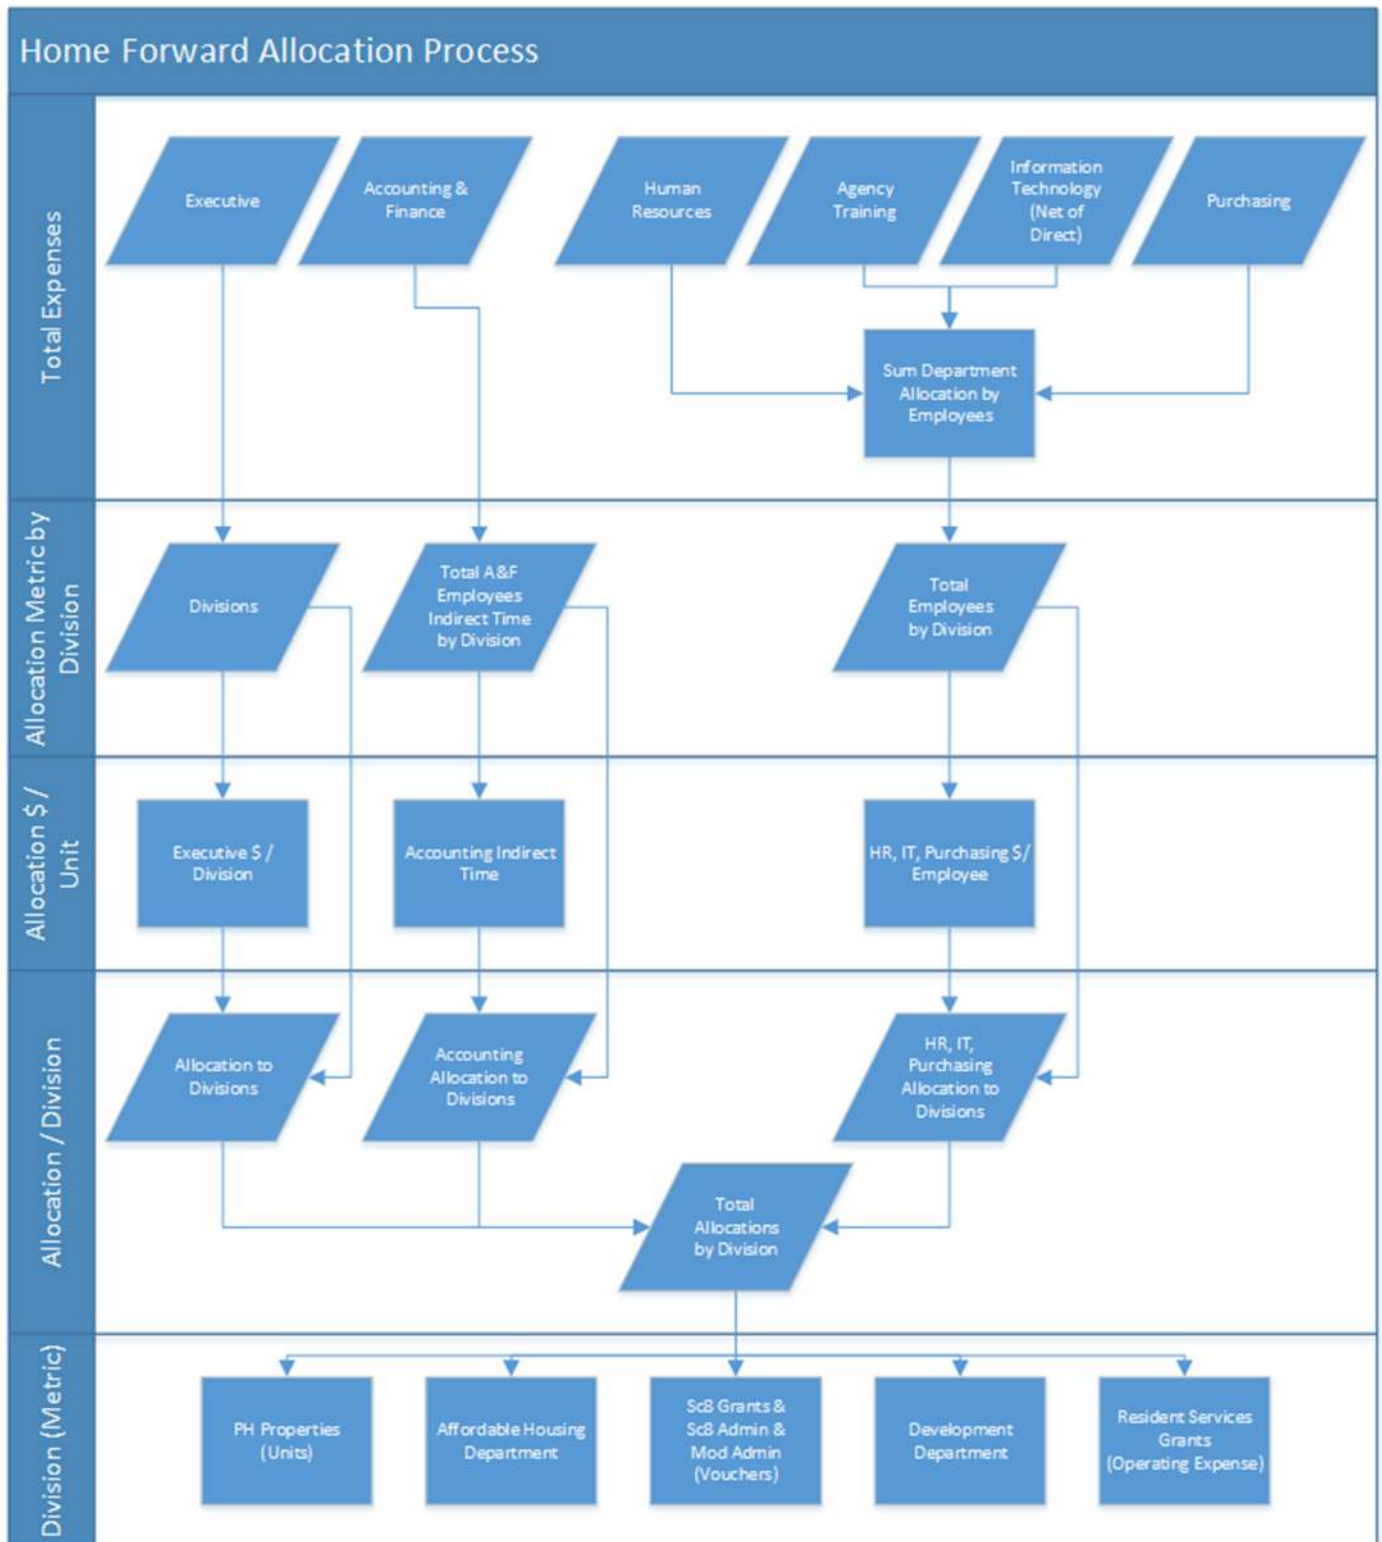 Home Forward Allocation Process
Total Expenses
Executive
Accounting &
Finance
Human
Resources
Agency
Training
Information
Technology
(Net of
Direct)
Purchasing
Sum Department
Allocation by
Employees
Allocation Metric by
Division
Divisions
Total A&F
Employees
Indirect Time
by Division
Total
Employees
by Division
Allocation $ /
Unit
Executive $ /
Division
Accounting Indirect
Time
HR, IT, Purchasing $/
Employee
Allocation / Division
Allocation to
Divisions
Accounting
Allocation to
Divisions
HR, IT,
Purchasing
Allocation to
Divisions
Total
Allocations
by Division
Division (Metric)
PH Properties
(Units)
Affordable Housing
Department
Sc8 Grants &
Sc8 Admin &
Mod Admin
(Vouchers)
Development
Department
Resident Services
Grants
(Operating Expense)